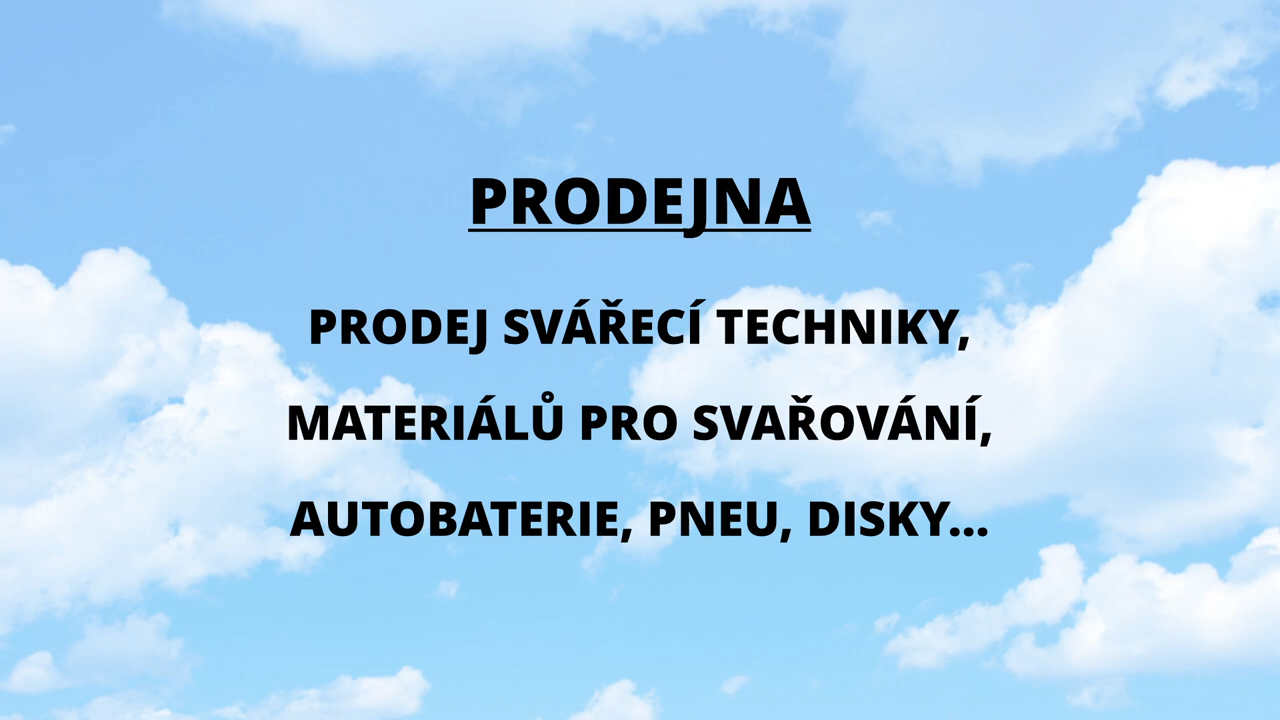 PRODEJNA
PRODEJ SVÁŘECÍ TECHNIKY,
MATERIÁLŮ PRO SVAŘOVÁNÍ,
AUTOBATERIE, PNEU, DISKY...